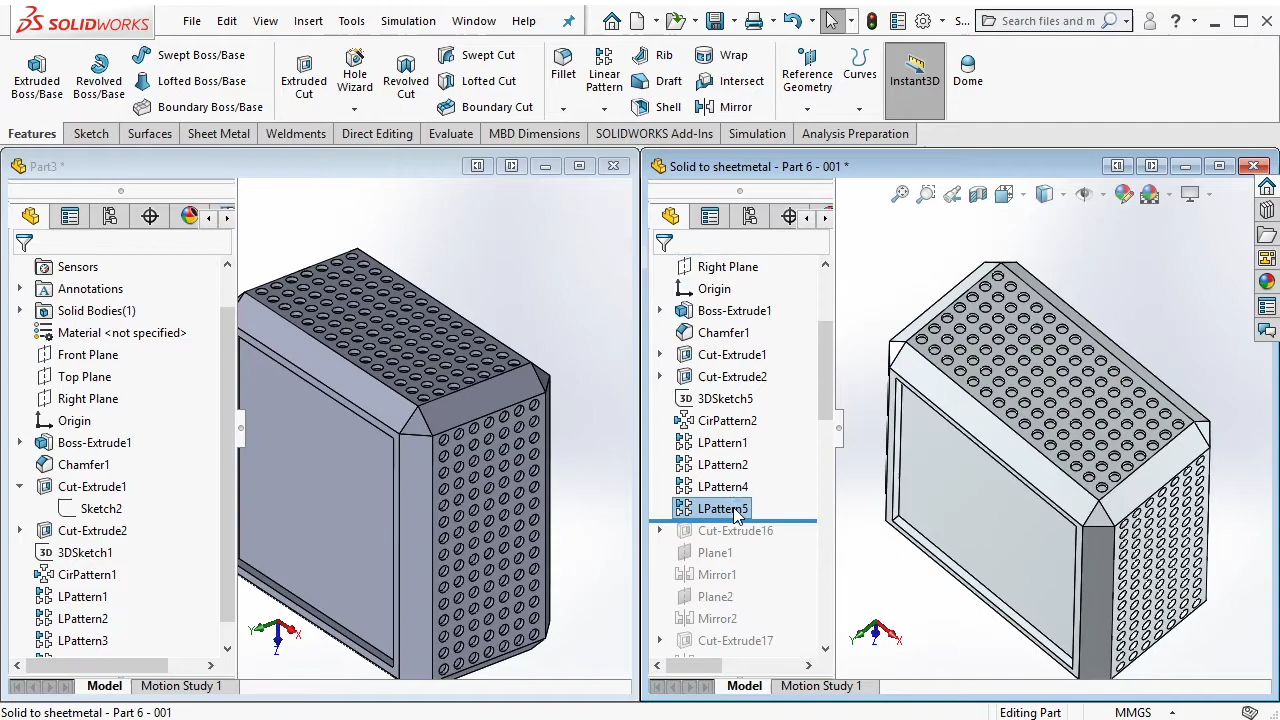 SOLIDWORKS
File Edit View Insert Tools Simulation Window Help
S... Search files and m ?
Extruded Boss/Base
Revolved Boss/Base
Swept Boss/Base
Lofted Boss/Base
Boundary Boss/Base
Extruded Cut
Hole Wizard
Revolved Cut
Swept Cut
Lofted Cut
Boundary Cut
Fillet
Linear Pattern
Rib
Draft
Shell
Wrap
Intersect
Mirror
Reference Geometry
Curves
Instant3D
Dome
Features Sketch Surfaces Sheet Metal Weldments Direct Editing Evaluate MBD Dimensions SOLIDWORKS Add-Ins Simulation Analysis Preparation
Part3 *
Sensors
Annotations
Solid Bodies(1)
Material <not specified>
Front Plane
Top Plane
Right Plane
Origin
Boss-Extrude1
Chamfer1
Cut-Extrude1
Sketch2
Cut-Extrude2
3D 3DSketch1
CirPattern1
LPattern1
LPattern2
LPattern3
Y X
Z
Model Motion Study 1
Solid to sheetmetal - Part 6 - 001 *
Right Plane
Origin
Boss-Extrude1
Chamfer1
Cut-Extrude1
Cut-Extrude2
3D 3DSketch5
CirPattern2
LPattern1
LPattern2
LPattern4
LPattern5
Cut-Extrude16
Plane1
Mirror1
Plane2
Mirror2
Cut-Extrude17
Y X
Z
Model Motion Study 1
Solid to sheetmetal - Part 6 - 001 Editing Part MMGS